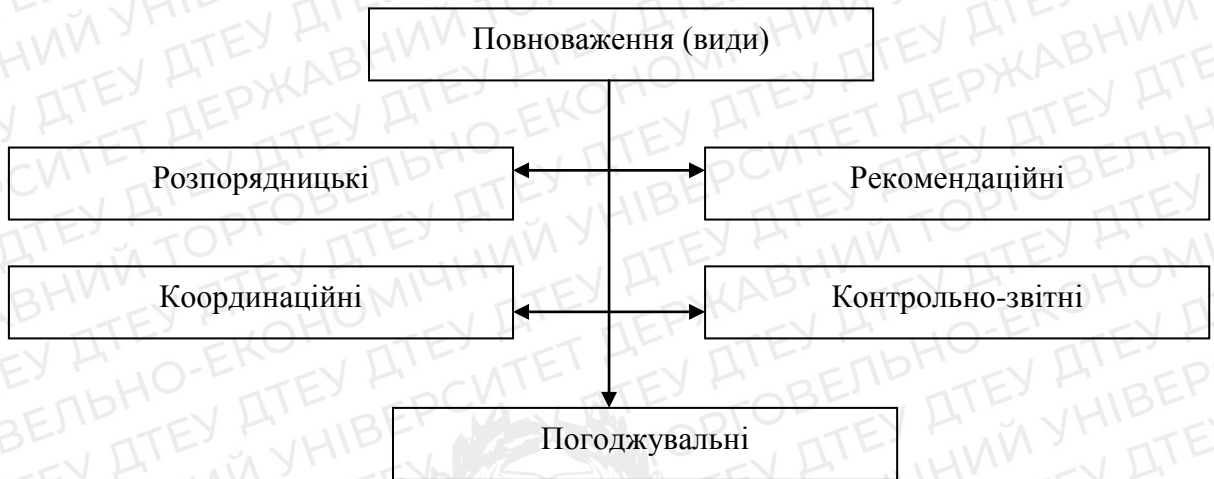 Повноваження (види)
Розпорядницькі
Рекомендаційні
Координаційні
Контрольно-звітні
Погоджувальні